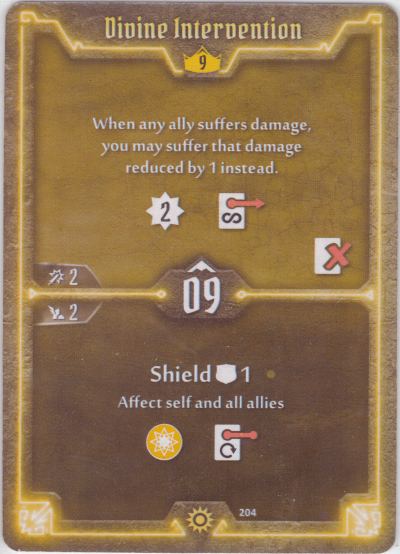 Divine Intervention
9
When any ally suffers damage,
you may suffer that damage
reduced by 1 instead.
2
2
09
2
Shield 1
Affect self and all allies
204